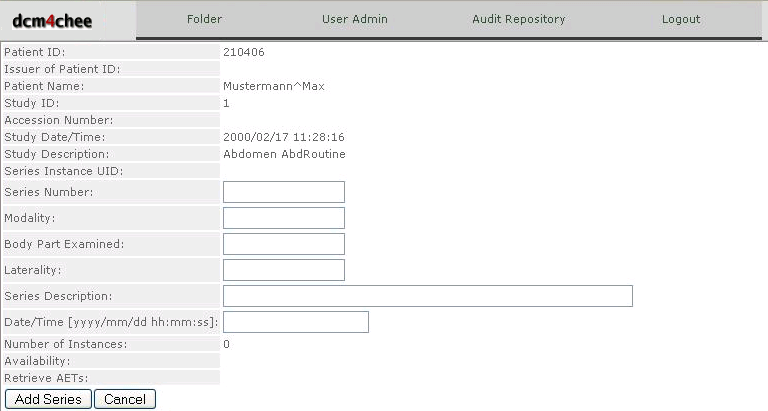 dcm4chee Folder User Admin Audit Repository Logout
Patient ID: 210406
Issuer of Patient ID:
Patient Name: Mustermann^Max
Study ID: 1
Accession Number:
Study Date/Time: 2000/02/17 11:28:16
Study Description: Abdomen AbdRoutine
Series Instance UID:
Series Number:
Modality:
Body Part Examined:
Laterality:
Series Description:
Date/Time [yyyy/mm/dd hh:mm:ss]:
Number of Instances: 0
Availability:
Retrieve AETs:
Add Series Cancel